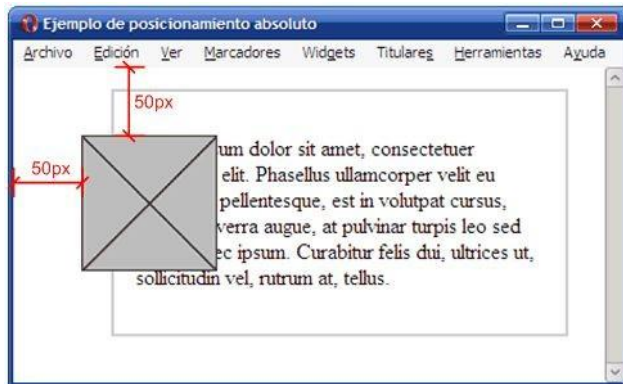 Ejemplo de posicionamiento absoluto
Archivo Edición Ver Marcadores Widgets Titulares Herramientas Ayuda
50px
um dolor sit amet, consectetuer
50px
elit. Phasellus ullamcorper velit eu
pellentesque, est in volutpat cursus,
verra augue, at pulvinar turpis leo sed
ec ipsum. Curabitur felis dui, ultrices ut,
sollicitudin vel, rutrum at, tellus.